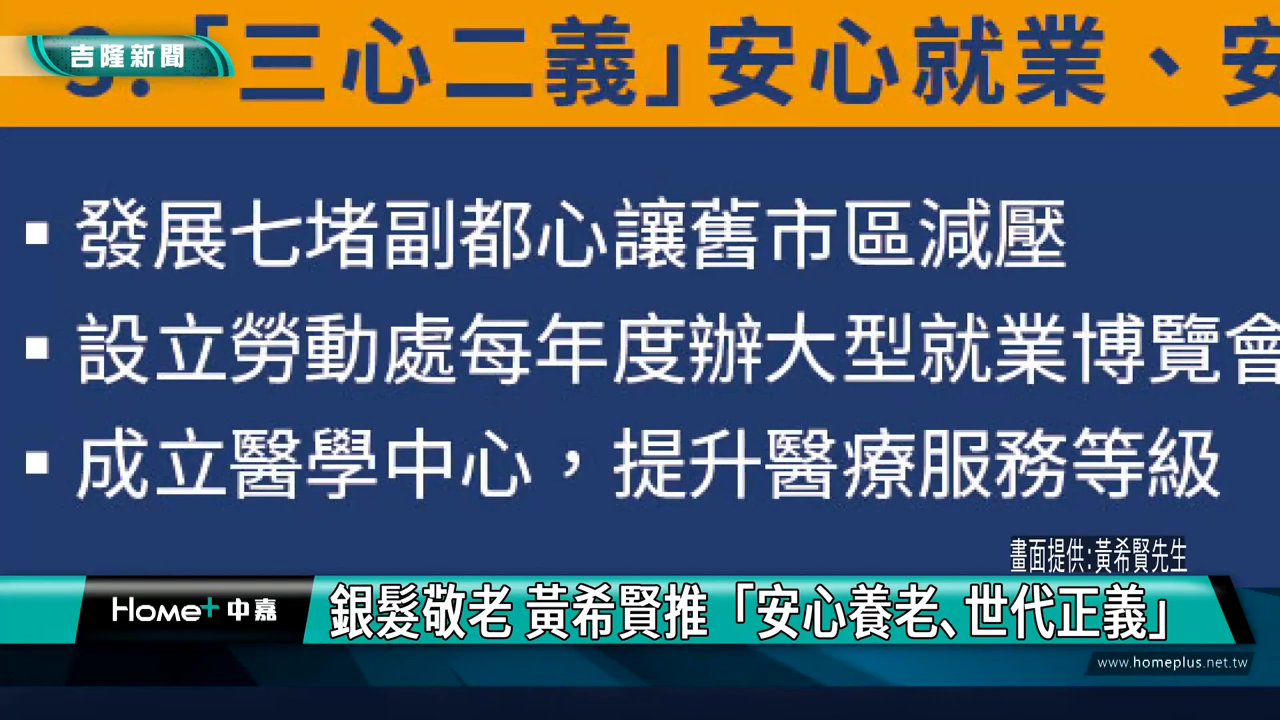 吉隆新聞
「三心二義」安心就業、安
▪ 發展七堵副都心讓舊市區減壓
▪ 設立勞動處每年度辦大型就業博覽會
▪ 成立醫學中心，提升醫療服務等級
畫面提供:黃希賢先生
Home+中嘉
銀髮敬老 黃希賢推「安心養老、世代正義」
www.homeplus.net.tw